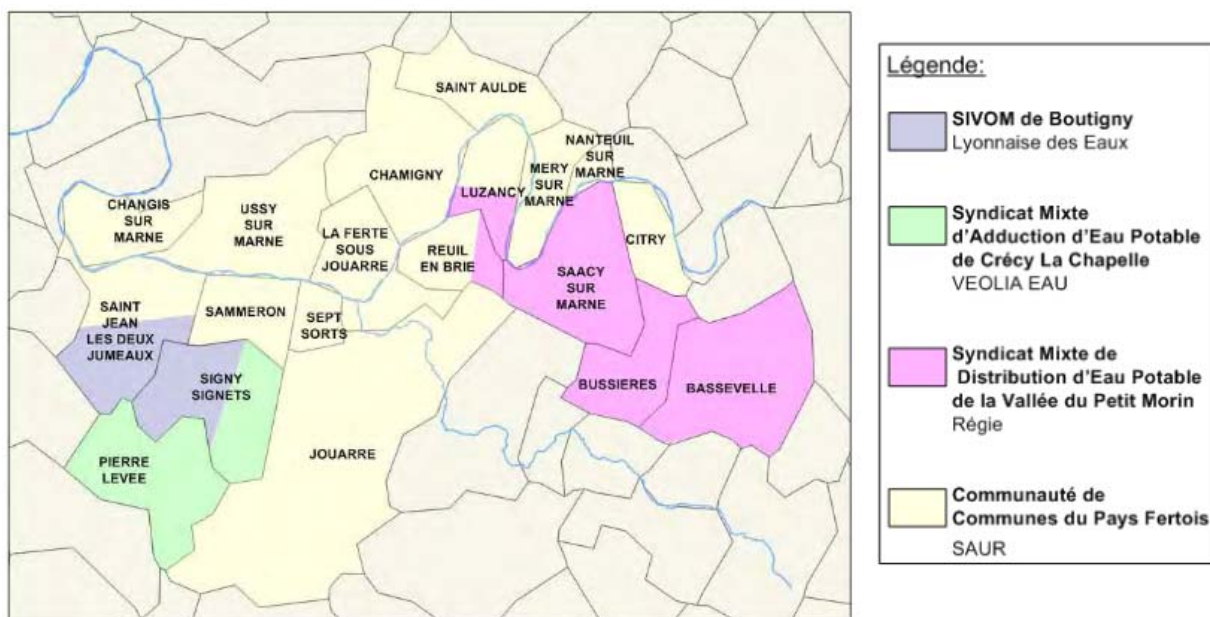 SAINT AULDE
NANTEUIL
SUR
MARNE
MERY
SUR
MARNE
CHAMIGNY
LUZANCY
CHANGIS
SUR
MARNE
USSY
SUR
MARNE
LA FERTE
SOUS
JOUARRE
REUIL
EN BRIE
CITRY
SAACY
SUR
MARNE
SAINT
JEAN
LES DEUX
JUMEAUX
SAMMERON
SEPT
SORTS
SIGNY
SIGNETS
BUSSIERES
BASSEVELLE
PIERRE
LEVEE
JOUARRE
Légende:
SIVOM de Boutigny
Lyonnaise des Eaux
Syndicat Mixte
d'Adduction d'Eau Potable
de Crécy La Chapelle
VEOLIA EAU
Syndicat Mixte de
Distribution d'Eau Potable
de la Vallée du Petit Morin
Régie
Communauté de
Communes du Pays Fertois
SAUR